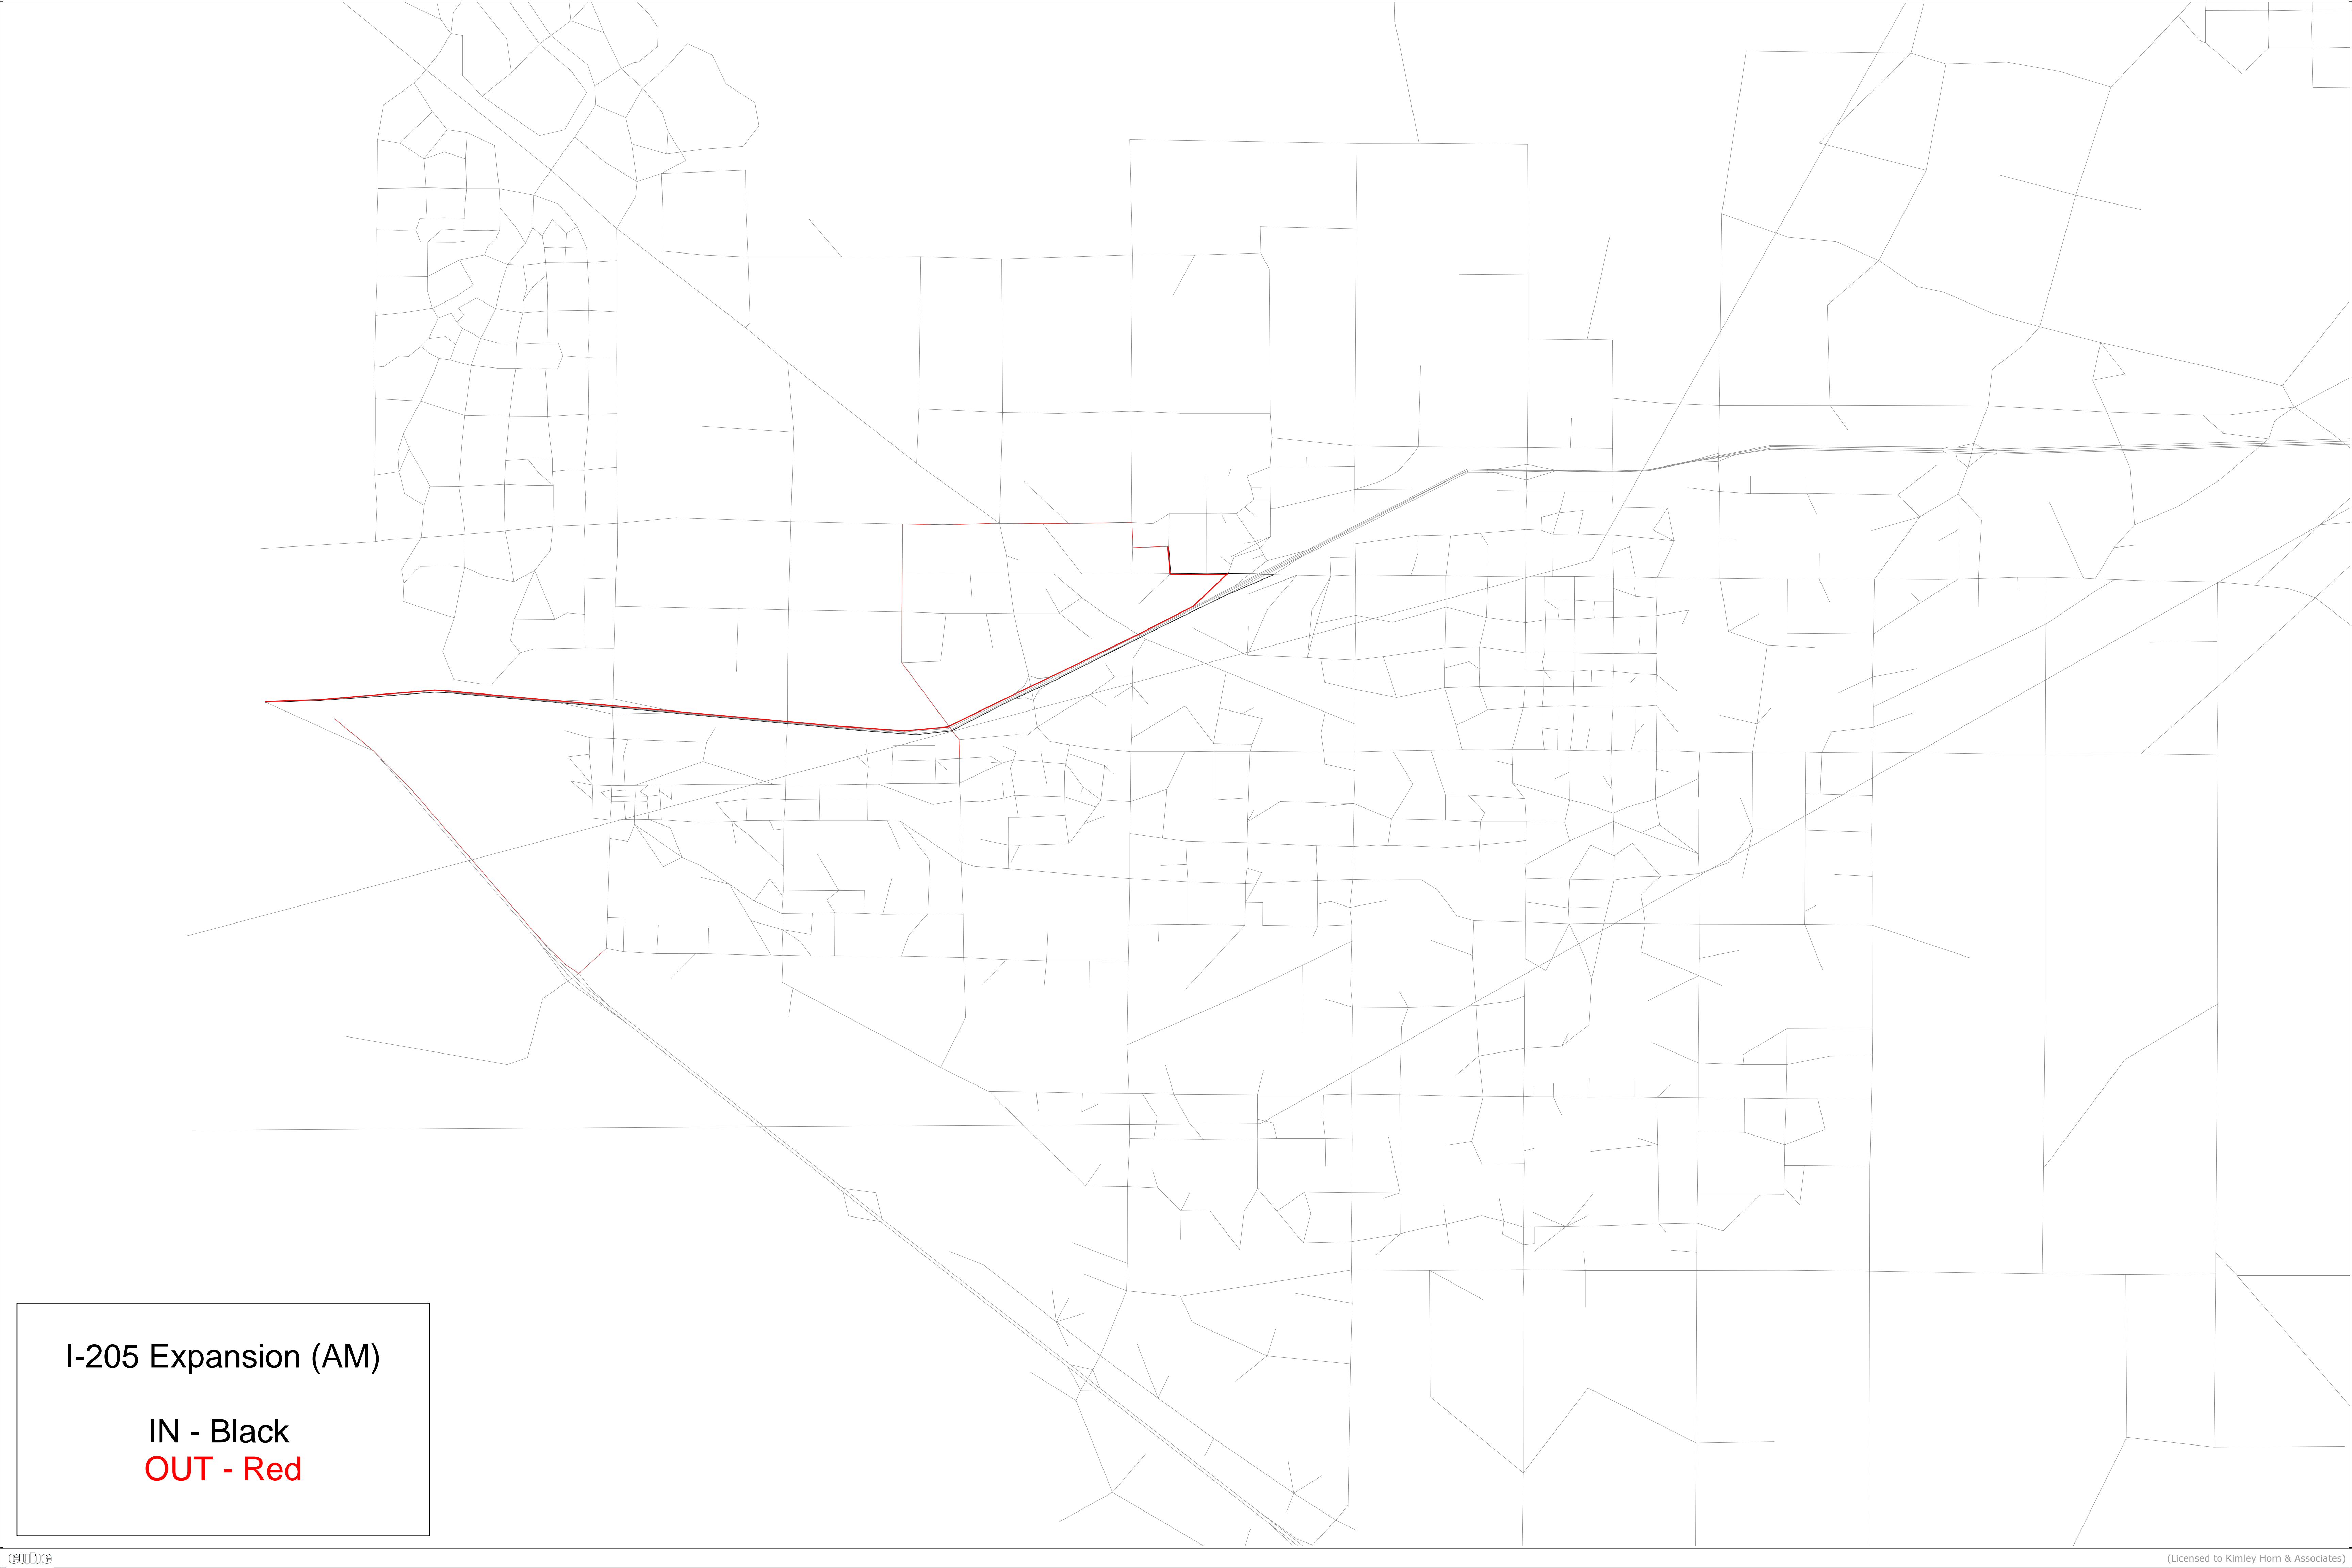 I-205 Expansion (AM)
IN - Black
OUT - Red
cube
(Licensed to Kimley Horn & Associates)